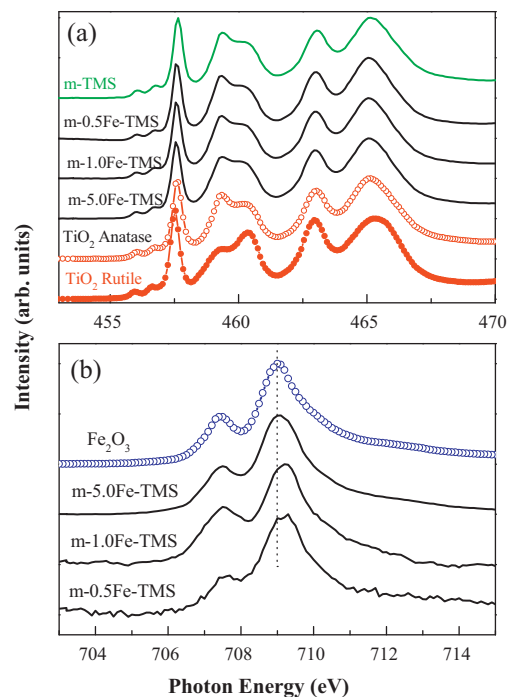 (a)
m-TMS
m-0.5Fe-TMS
m-1.0Fe-TMS
m-5.0Fe-TMS
TiO₂ Anatase
TiO₂ Rutile
455 460 465 470
Intensity (arb. units)
(b)
Fe₂O₃
m-5.0Fe-TMS
m-1.0Fe-TMS
m-0.5Fe-TMS
704 706 708 710 712 714
Photon Energy (eV)